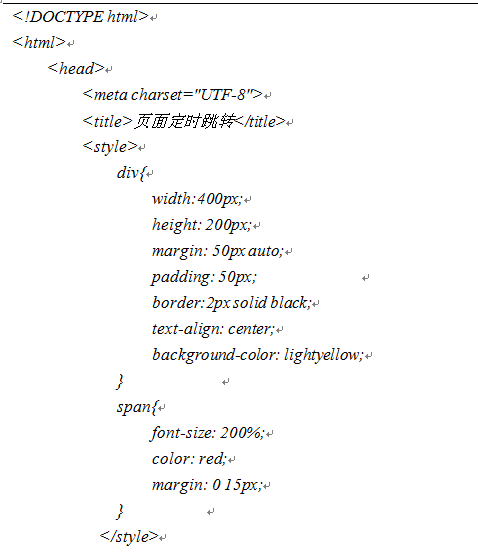 <!DOCTYPE html>
<html>
<head>
<meta charset="UTF-8">
<title>页面定时跳转</title>
<style>
div{
width:400px;
height: 200px;
margin: 50px auto;
padding: 50px;
border:2px solid black;
text-align: center;
background-color: lightyellow;
}
span{
font-size: 200%;
color: red;
margin: 0 15px;
}
</style>